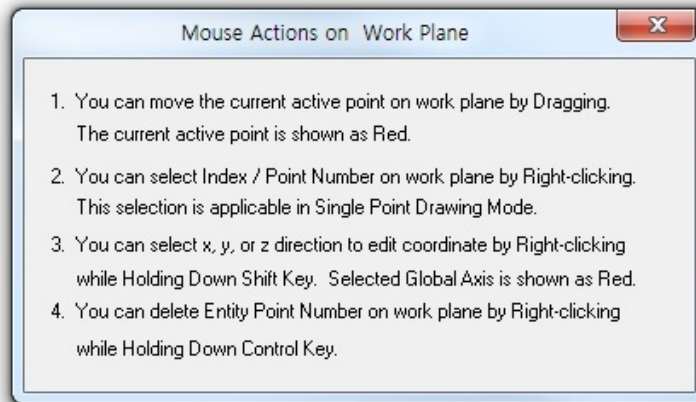 Mouse Actions on Work Plane
1. You can move the current active point on work plane by Dragging.
The current active point is shown as Red.
2. You can select Index / Point Number on work plane by Right-clicking.
This selection is applicable in Single Point Drawing Mode.
3. You can select x, y, or z direction to edit coordinate by Right-clicking
while Holding Down Shift Key. Selected Global Axis is shown as Red.
4. You can delete Entity Point Number on work plane by Right-clicking
while Holding Down Control Key.